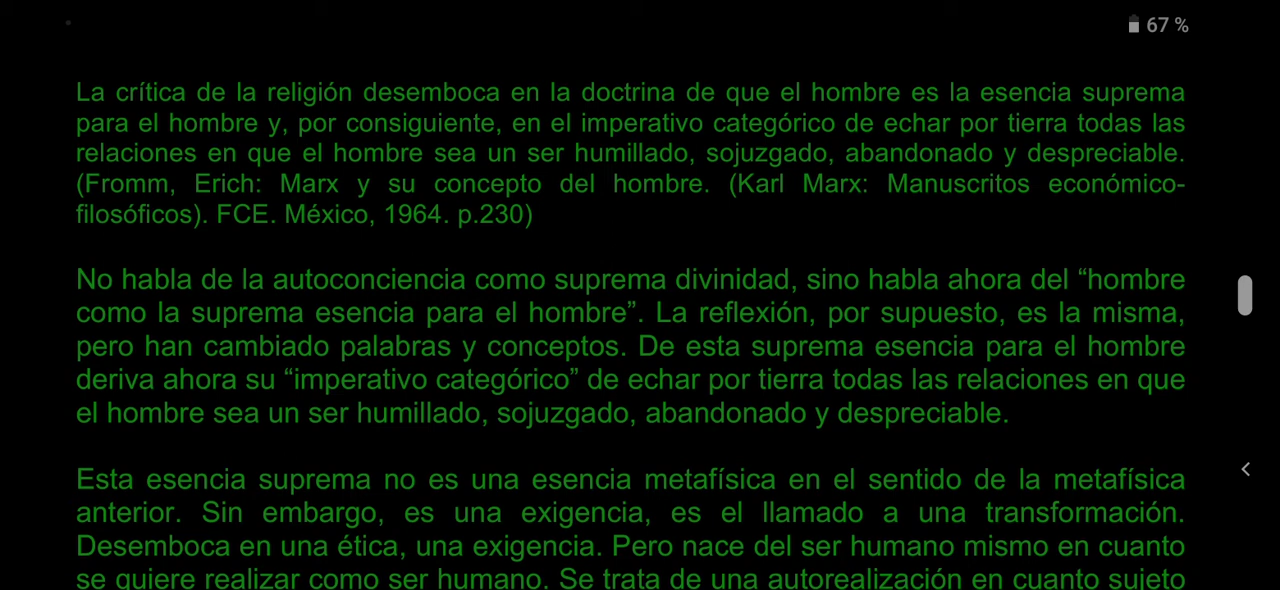 67 %
La crítica de la religión desemboca en la doctrina de que el hombre es la esencia suprema
para el hombre y, por consiguiente, en el imperativo categórico de echar por tierra todas las
relaciones en que el hombre sea un ser humillado, sojuzgado, abandonado y despreciable.
(Fromm, Erich: Marx y su concepto del hombre. (Karl Marx: Manuscritos económico-
filosóficos). FCE. México, 1964. p.230)
No habla de la autoconciencia como suprema divinidad, sino habla ahora del “hombre
como la suprema esencia para el hombre”. La reflexión, por supuesto, es la misma,
pero han cambiado palabras y conceptos. De esta suprema esencia para el hombre
deriva ahora su “imperativo categórico” de echar por tierra todas las relaciones en que
el hombre sea un ser humillado, sojuzgado, abandonado y despreciable.
Esta esencia suprema no es una esencia metafísica en el sentido de la metafísica
anterior. Sin embargo, es una exigencia, es el llamado a una transformación.
Desemboca en una ética, una exigencia. Pero nace del ser humano mismo en cuanto
se quiere realizar como ser humano. Se trata de una autorealización en cuanto sujeto